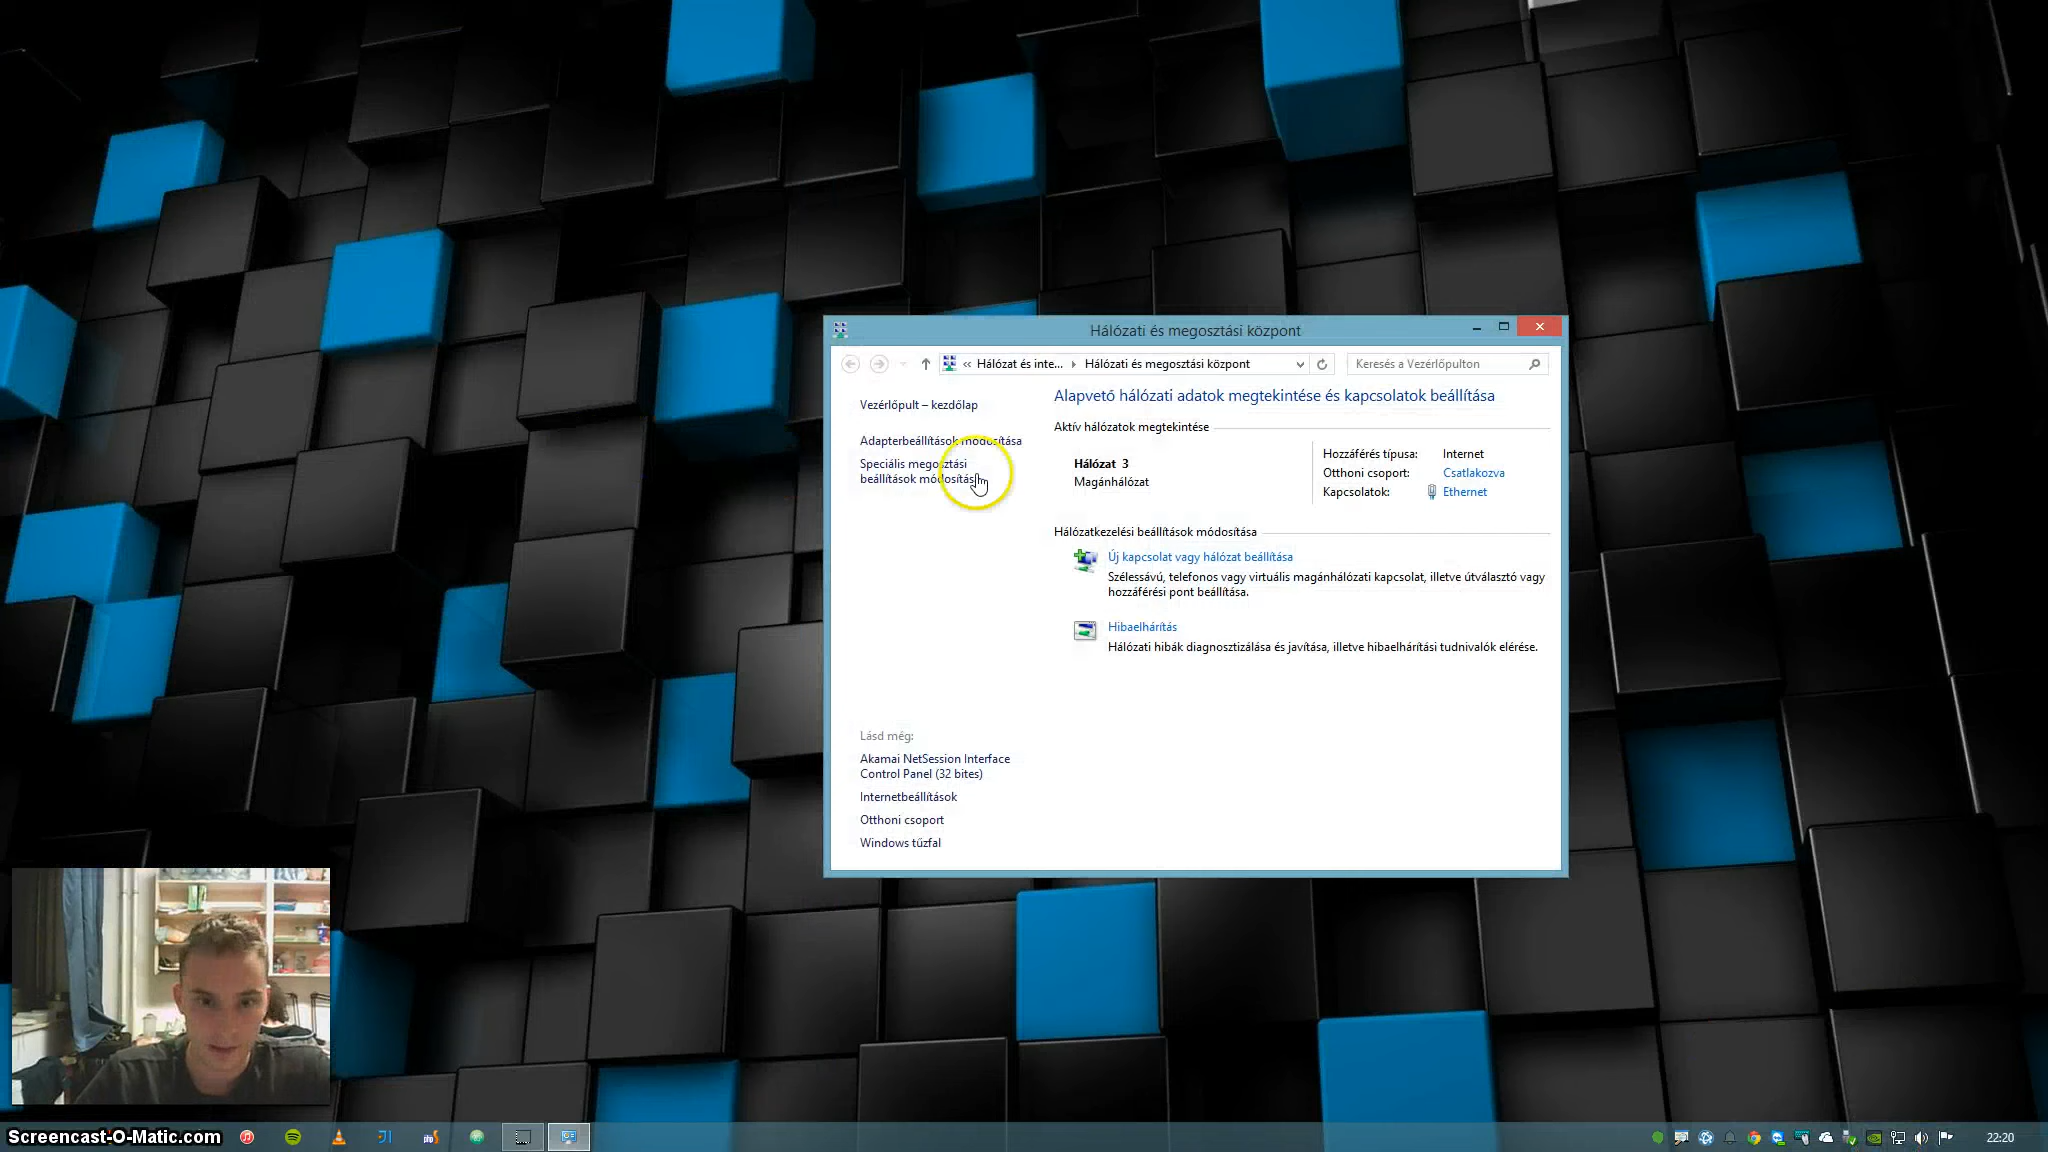 Hálózati és megosztási központ
« Hálózat és inte... Hálózati és megosztási központ
Keresés a Vezérlőpulton
Vezérlőpult – kezdőlap
Adapterbeállítások módosítása
Speciális megosztási
beállítások módosítása
Alapvető hálózati adatok megtekintése és kapcsolatok beállítása
Aktív hálózatok megtekintése
Hálózat 3
Magánhálózat
Hozzáférés típusa: Internet
Otthoni csoport: Csatlakozva
Kapcsolatok: Ethernet
Hálózatkezelési beállítások módosítása
Új kapcsolat vagy hálózat beállítása
Szélessávú, telefonos vagy virtuális magánhálózati kapcsolat, illetve útválasztó vagy
hozzáférési pont beállítása.
Hibaelhárítás
Hálózati hibák diagnosztizálása és javítása, illetve hibaelhárítási tudnivalók elérése.
Lásd még:
Akamai NetSession Interface
Control Panel (32 bites)
Internetbeállítások
Otthoni csoport
Windows tűzfal
Screencast-O-Matic.com
php
22:20